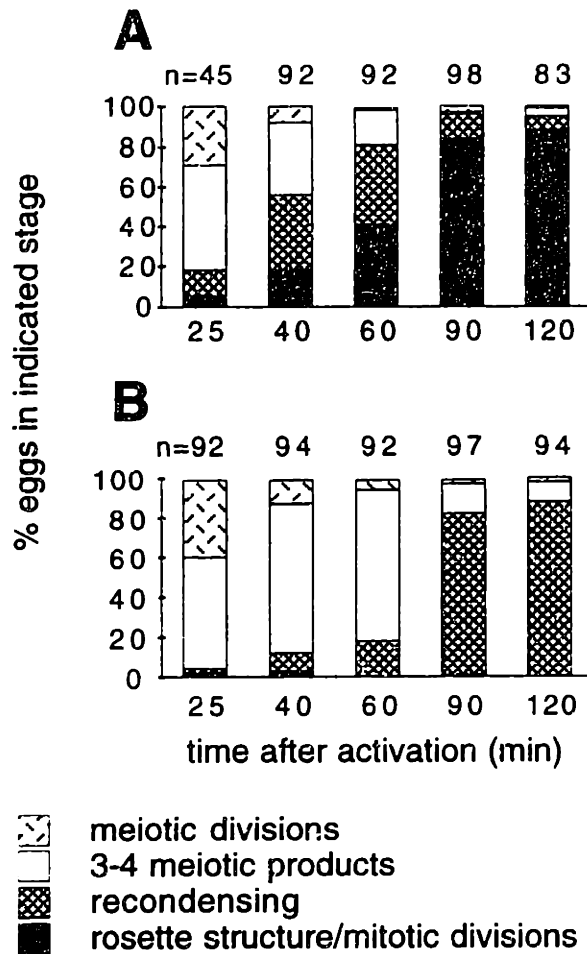 A
n=45 92 92 98 83
100
80
60
40
20
0
25 40 60 90 120
B
n=92 94 92 97 94
100
80
60
40
20
0
25 40 60 90 120
time after activation (min)
% eggs in indicated stage
meiotic divisions
3-4 meiotic products
recondensing
rosette structure/mitotic divisions